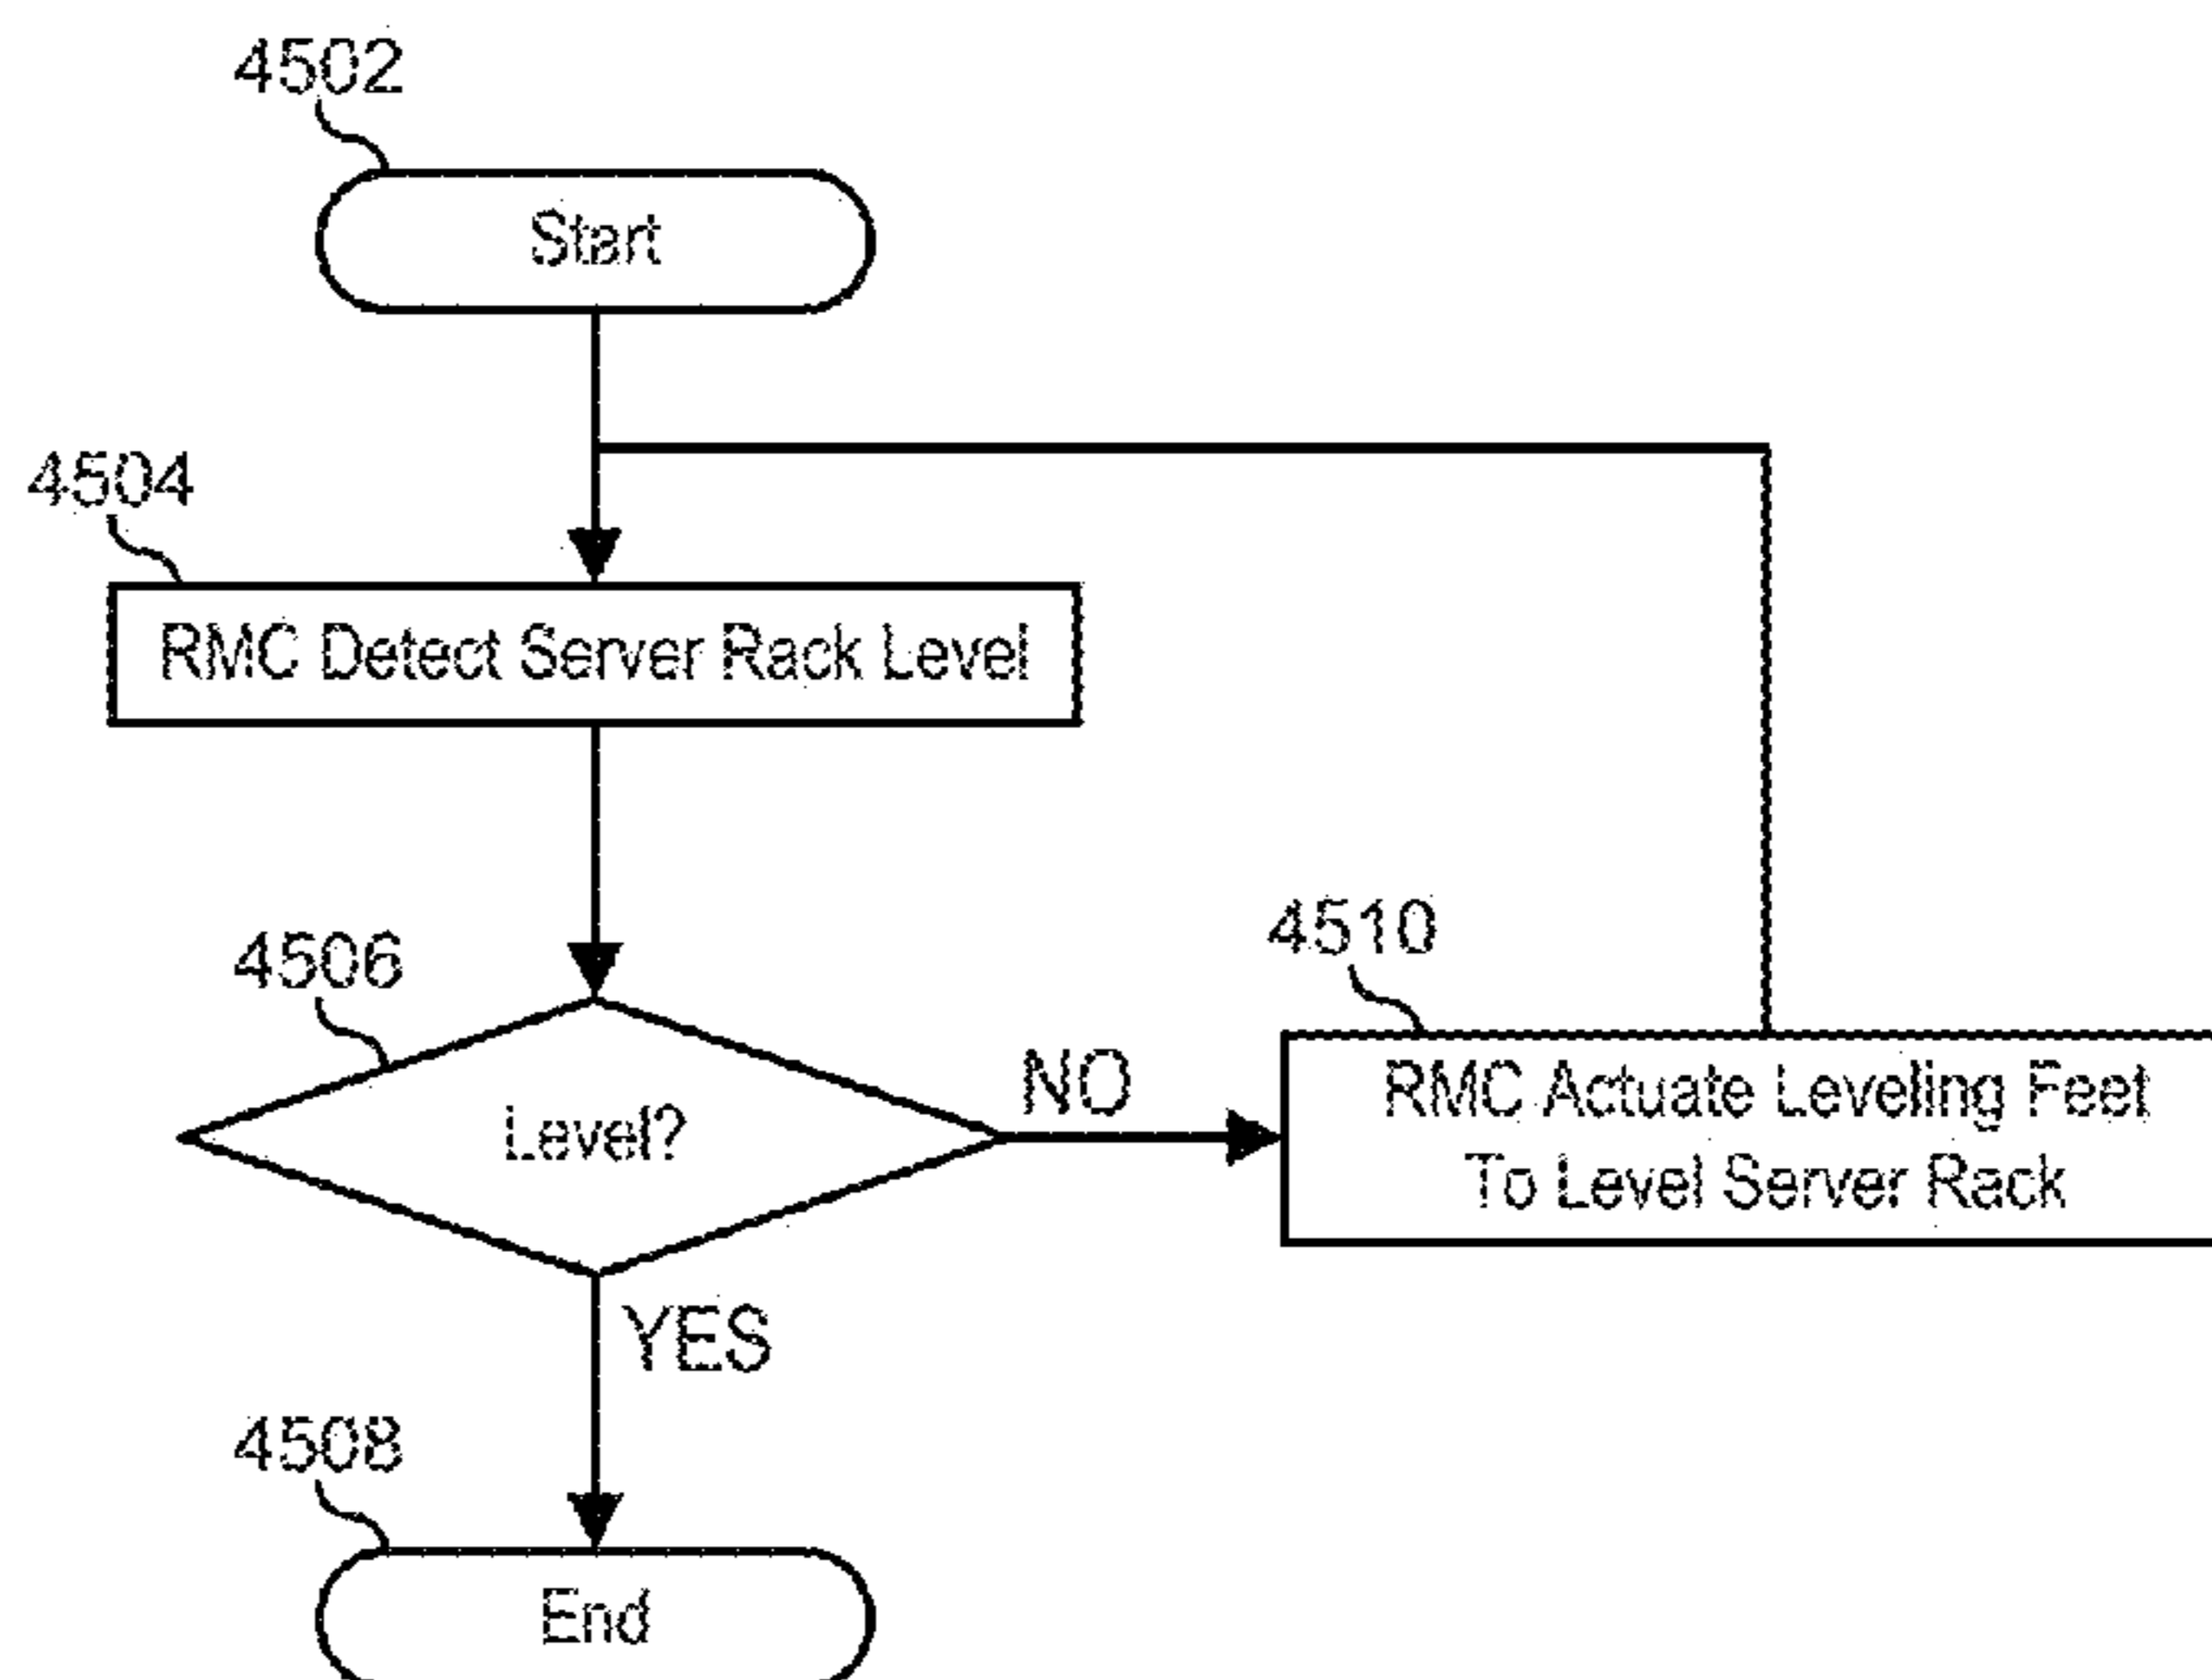 4502
Start
4504
RMC Detect Server Rack Level
4506
Level?
NO
4510
RMC Actuate Leveling Feet
To Level Server Rack
YES
4508
End